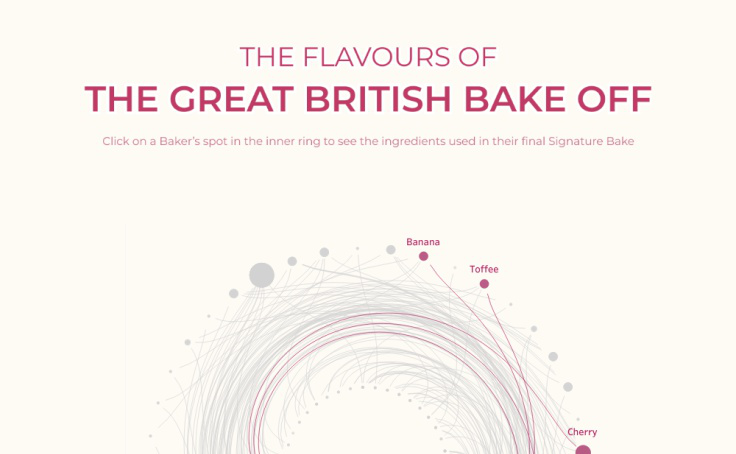 THE FLAVOURS OF
THE GREAT BRITISH BAKE OFF
Click on a Baker's spot in the inner ring to see the ingredients used in their final Signature Bake
Banana
Toffee
Cherry